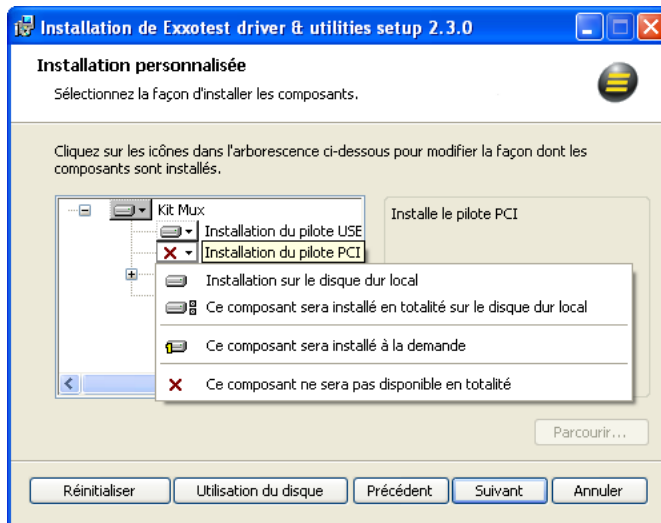 Installation de Exxotest driver & utilities setup 2.3.0
Installation personnalisée
Sélectionnez la façon d'installer les composants.
Cliquez sur les icônes dans l'arborescence ci-dessous pour modifier la façon dont les
composants sont installés.
Kit Mux
Installe le pilote PCI
Installation du pilote USE
Installation du pilote PCI
Installation sur le disque dur local
Ce composant sera installé en totalité sur le disque dur local
Ce composant sera installé à la demande
Ce composant ne sera pas disponible en totalité
Parcourir...
Réinitialiser
Utilisation du disque
Précédent
Suivant
Annuler